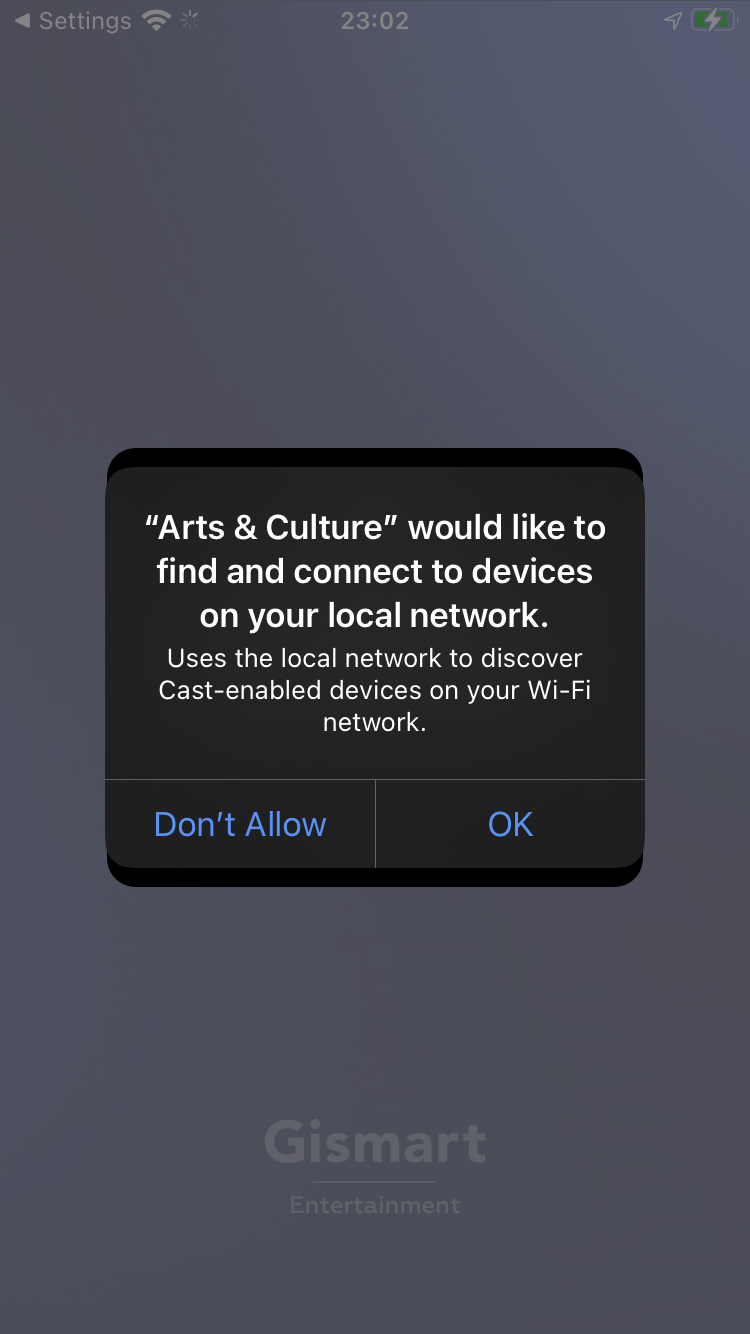 Settings
23:02
“Arts & Culture” would like to
find and connect to devices
on your local network.
Uses the local network to discover
Cast-enabled devices on your Wi-Fi
network.
Don’t Allow
OK
Gismart
Entertainment